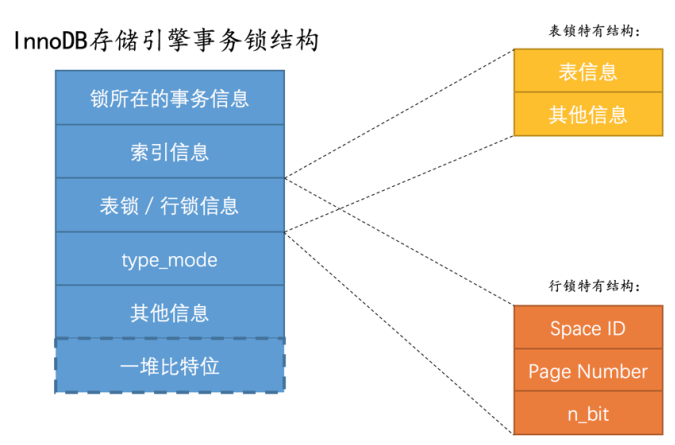 InnoDB存储引擎事务锁结构
锁所在的事务信息
索引信息
表锁 / 行锁信息
type_mode
其他信息
一堆比特位
表锁特有结构：
表信息
其他信息
行锁特有结构：
Space ID
Page Number
n_bit